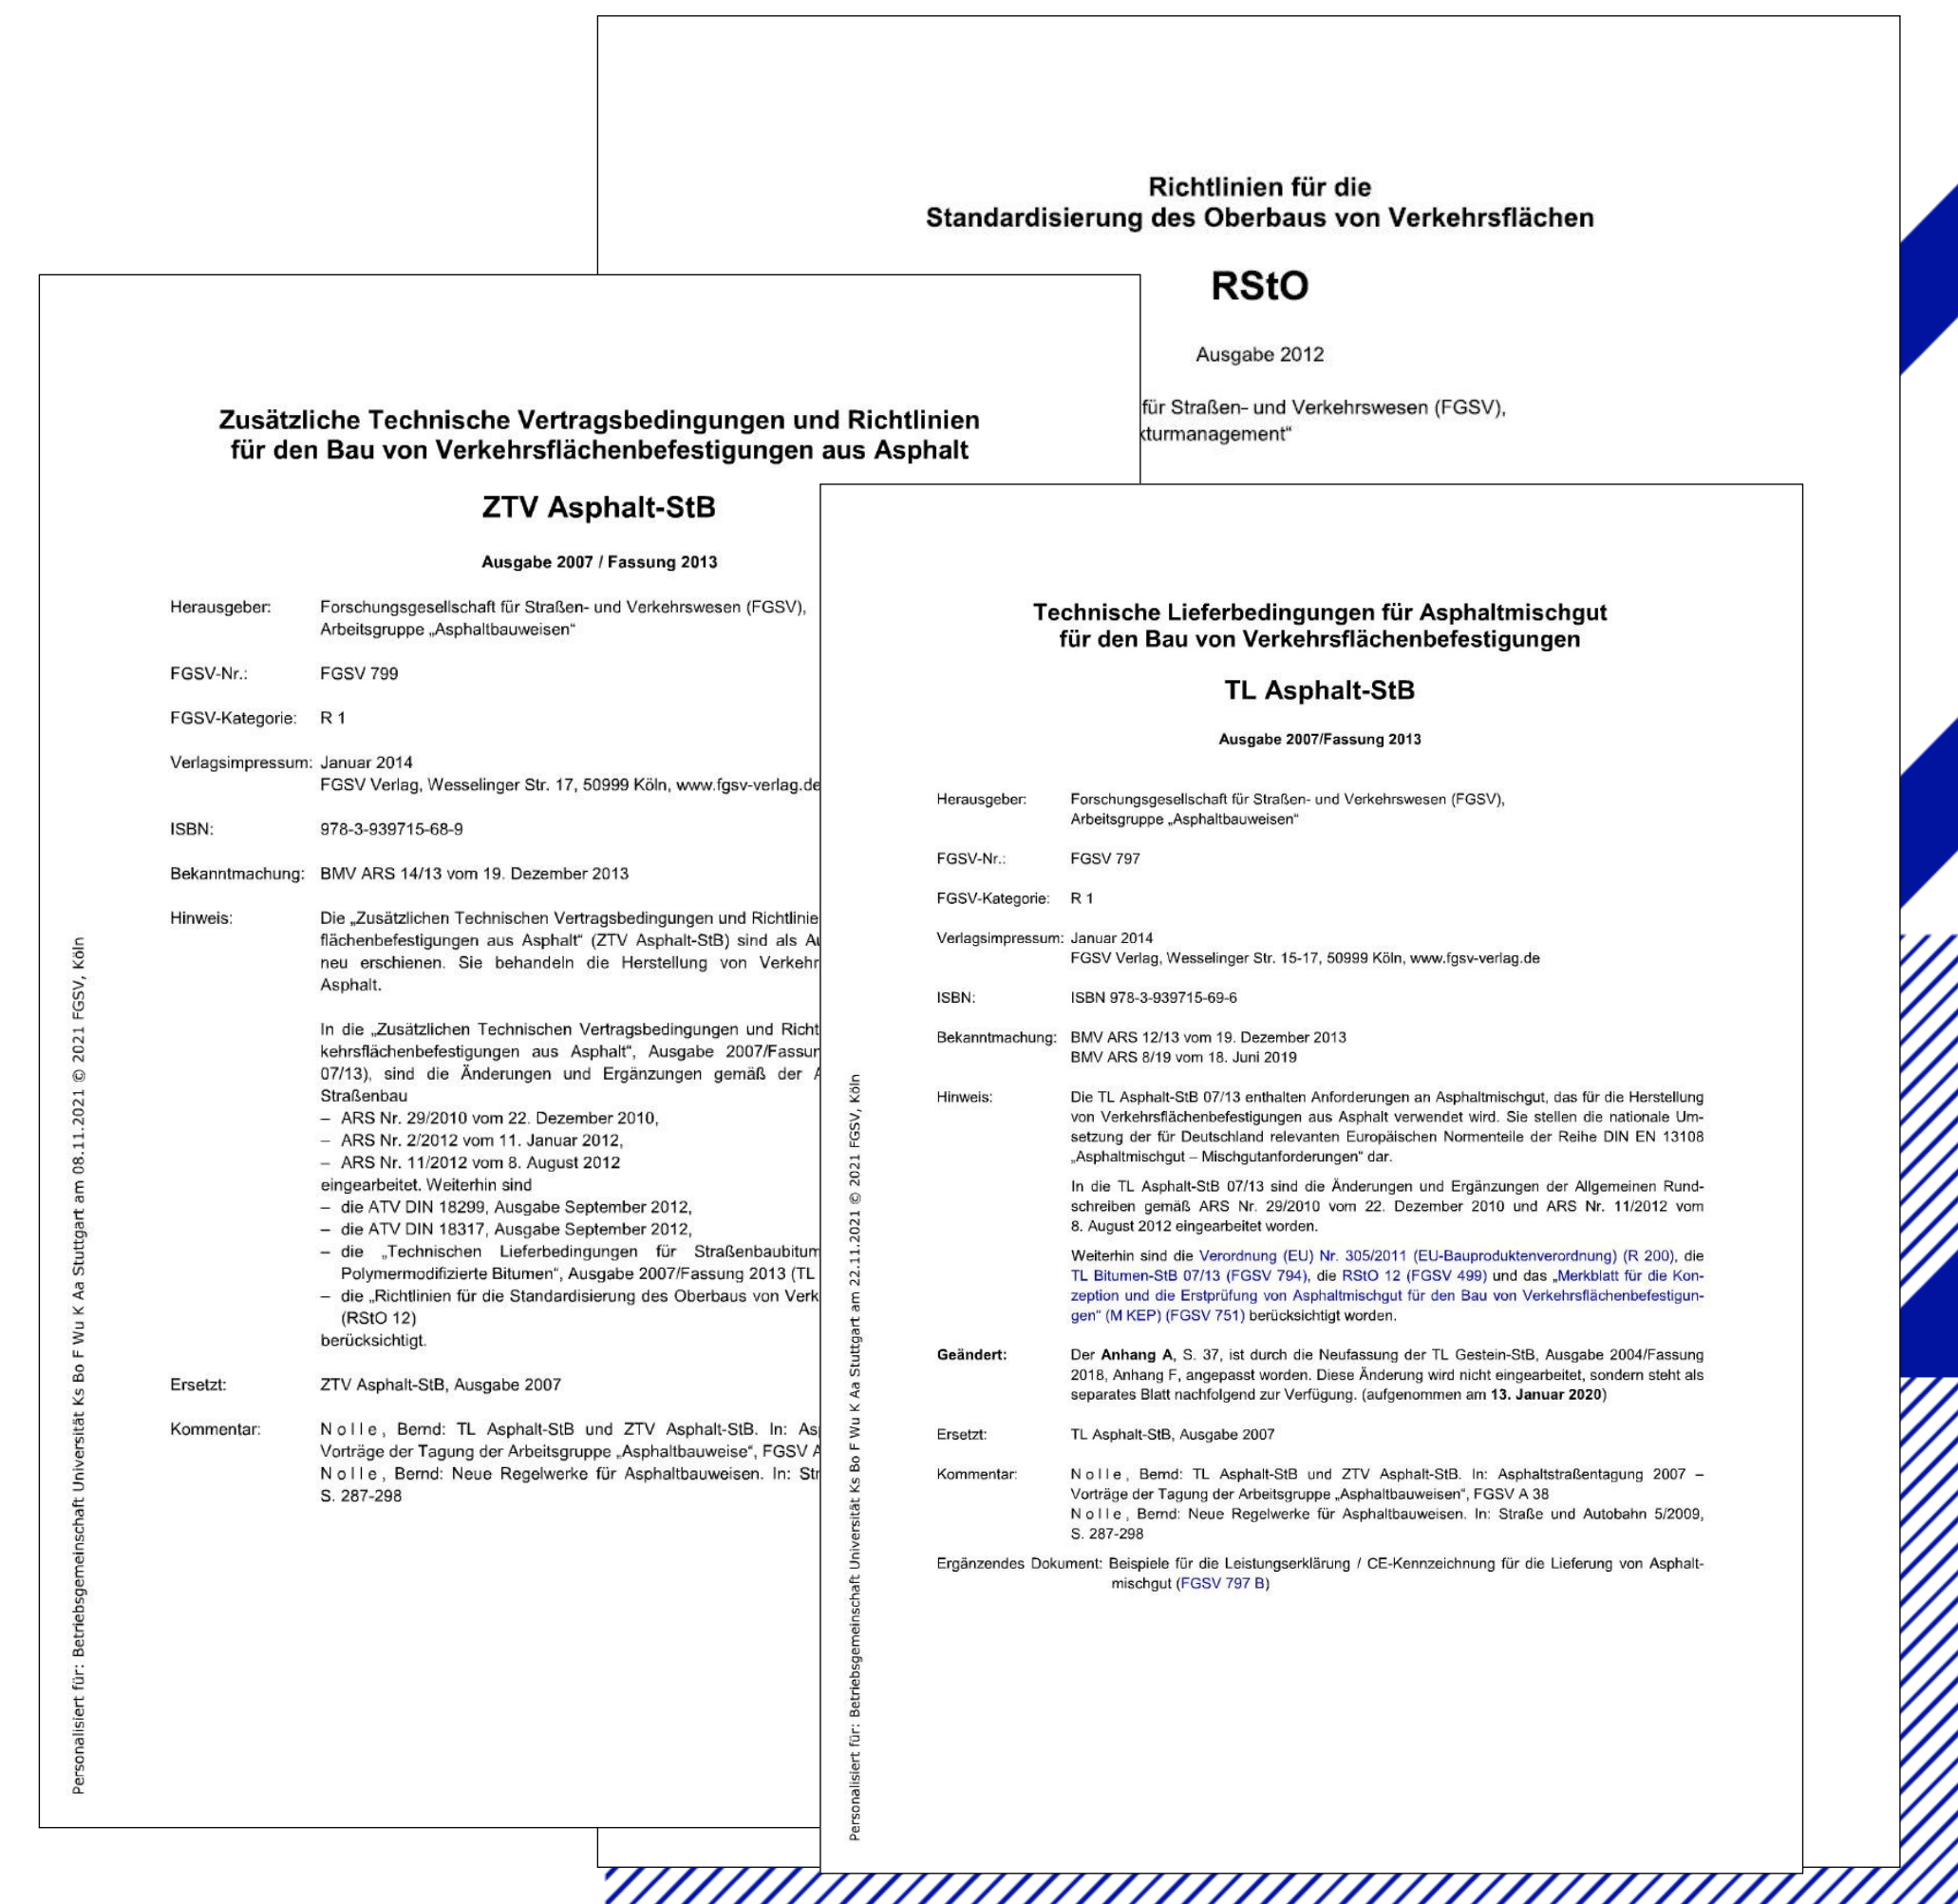 Richtlinien für die
Standardisierung des Oberbaus von Verkehrsflächen
RStO
Ausgabe 2012
für Straßen- und Verkehrswesen (FGSV),
Zusätzliche Technische Vertragsbedingungen und Richtlinien
für den Bau von Verkehrsflächenbefestigungen aus Asphalt
ZTV Asphalt-StB
Ausgabe 2007 / Fassung 2013
Herausgeber: Forschungsgesellschaft für Straßen- und Verkehrswesen (FGSV),
Arbeitsgruppe „Asphaltbauweisen“
FGSV-Nr.: FGSV 799
FGSV-Kategorie: R 1
Verlagsimpressum: Januar 2014
FGSV Verlag, Wesselinger Str. 17, 50999 Köln, www.fgsv-verlag.de
ISBN: 978-3-939715-68-9
Bekanntmachung: BMV ARS 14/13 vom 19. Dezember 2013
Hinweis: Die „Zusätzlichen Technischen Vertragsbedingungen und Richtlinie
flächenbefestigungen aus Asphalt“ (ZTV Asphalt-StB) sind als
neu erschienen. Sie behandeln die Herstellung von Verkehr
Asphalt.
In die „Zusätzlichen Technischen Vertragsbedingungen und Richt
kehrsflächenbefestigungen aus Asphalt“, Ausgabe 2007/Fassun
07/13), sind die Änderungen und Ergänzungen gemäß der
Straßenbau
– ARS Nr. 29/2010 vom 22. Dezember 2010,
– ARS Nr. 2/2012 vom 11. Januar 2012,
– ARS Nr. 11/2012 vom 8. August 2012
eingearbeitet. Weiterhin sind
– die ATV DIN 18299, Ausgabe September 2012,
– die ATV DIN 18317, Ausgabe September 2012,
– die „Technischen Lieferbedingungen für Straßenbaubitum
Polymermodifizierte Bitumen“, Ausgabe 2007/Fassung 2013 (TL
– die „Richtlinien für die Standardisierung des Oberbaus von Verk
(RStO 12)
berücksichtigt.
Ersetzt: ZTV Asphalt-StB, Ausgabe 2007
Kommentar: Nolle, Bernd: TL Asphalt-StB und ZTV Asphalt-StB. In: Asp
Vorträge der Tagung der Arbeitsgruppe „Asphaltbauweise“, FGSV A
Nolle, Bernd: Neue Regelwerke für Asphaltbauweisen. In: Str
S. 287-298
Personalisiert für: Betriebsgemeinschaft Universität Ks Bo F Wu K Aa Stuttgart am 08.11.2021 © 2021 FGSV, Köln
Technische Lieferbedingungen für Asphaltmischgut
für den Bau von Verkehrsflächenbefestigungen
TL Asphalt-StB
Ausgabe 2007/Fassung 2013
Herausgeber: Forschungsgesellschaft für Straßen- und Verkehrswesen (FGSV),
Arbeitsgruppe „Asphaltbauweisen“
FGSV-Nr.: FGSV 797
FGSV-Kategorie: R 1
Verlagsimpressum: Januar 2014
FGSV Verlag, Wesselinger Str. 15-17, 50999 Köln, www.fgsv-verlag.de
ISBN: ISBN 978-3-939715-69-6
Bekanntmachung: BMV ARS 12/13 vom 19. Dezember 2013
BMV ARS 8/19 vom 18. Juni 2019
Hinweis: Die TL Asphalt-StB 07/13 enthalten Anforderungen an Asphaltmischgut, das für die Herstellung
von Verkehrsflächenbefestigungen aus Asphalt verwendet wird. Sie stellen die nationale Um-
setzung der für Deutschland relevanten Europäischen Normenteile der Reihe DIN EN 13108
„Asphaltmischgut – Mischgutanforderungen“ dar.
In die TL Asphalt-StB 07/13 sind die Änderungen und Ergänzungen der Allgemeinen Rund-
schreiben gemäß ARS Nr. 29/2010 vom 22. Dezember 2010 und ARS Nr. 11/2012 vom
8. August 2012 eingearbeitet worden.
Weiterhin sind die Verordnung (EU) Nr. 305/2011 (EU-Bauproduktenverordnung) (R 200), die
TL Bitumen-StB 07/13 (FGSV 794), die RStO 12 (FGSV 499) und das „Merkblatt für die Kon-
zeption und die Erstprüfung von Asphaltmischgut für den Bau von Verkehrsflächenbefestigun-
gen“ (M KEP) (FGSV 751) berücksichtigt worden.
Geändert: Der Anhang A, S. 37, ist durch die Neufassung der TL Gestein-StB, Ausgabe 2004/Fassung
2018, Anhang F, angepasst worden. Diese Änderung wird nicht eingearbeitet, sondern steht als
separates Blatt nachfolgend zur Verfügung. (aufgenommen am 13. Januar 2020)
Ersetzt: TL Asphalt-StB, Ausgabe 2007
Kommentar: Nolle, Bernd: TL Asphalt-StB und ZTV Asphalt-StB. In: Asphaltstraßentagung 2007 –
Vorträge der Tagung der Arbeitsgruppe „Asphaltbauweisen“, FGSV A 38
Nolle, Bernd: Neue Regelwerke für Asphaltbauweisen. In: Straße und Autobahn 5/2009,
S. 287-298
Ergänzendes Dokument: Beispiele für die Leistungserklärung / CE-Kennzeichnung für die Lieferung von Asphalt-
mischgut (FGSV 797 B)
Personalisiert für: Betriebsgemeinschaft Universität Ks Bo F Wu K Aa Stuttgart am 22.11.2021 © 2021 FGSV, Köln